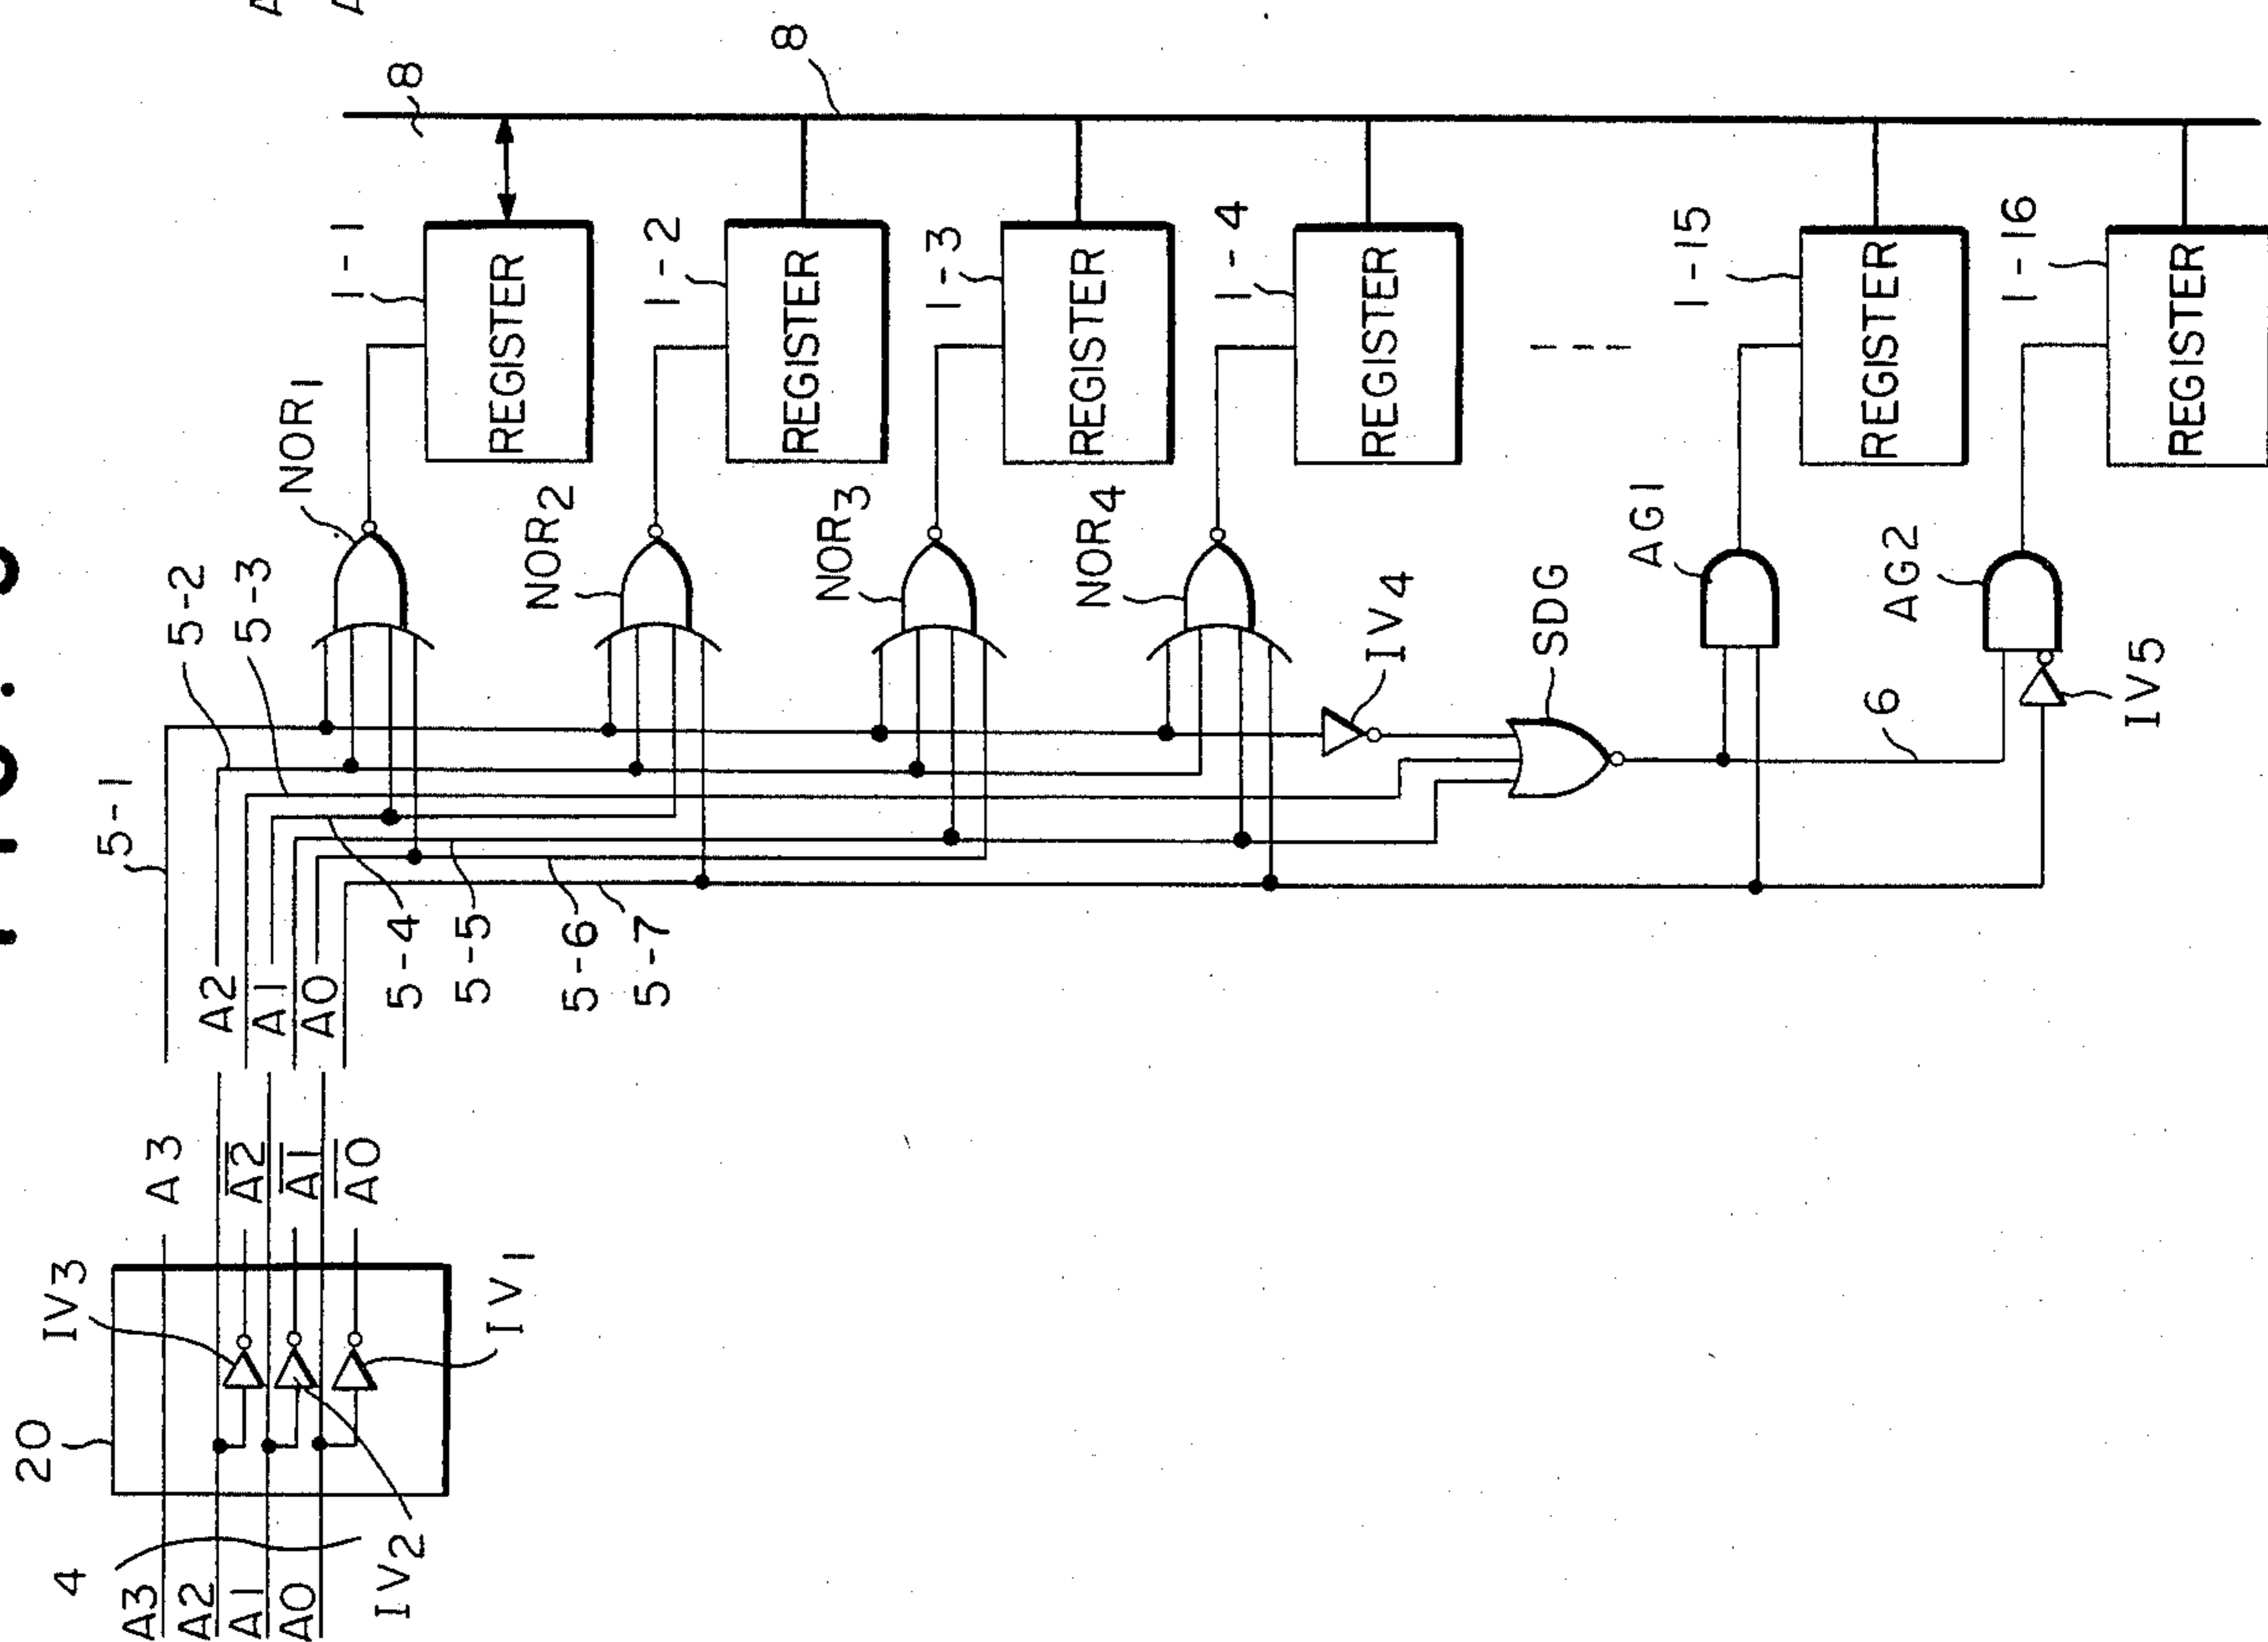 8
8
1-1
REGISTER
1-2
REGISTER
1-3
REGISTER
1-4
REGISTER
1-15
REGISTER
1-16
REGISTER
NOR1
NOR2
NOR3
NOR4
IV4
SDG
AG1
AG2
IV5
6
5-1
5-2
5-3
5-4
5-5
5-6
5-7
A2
A1
A0
A3
A̅2̅
A̅1̅
A̅0̅
IV3
IV1
IV2
20
4
A3
A2
A1
A0